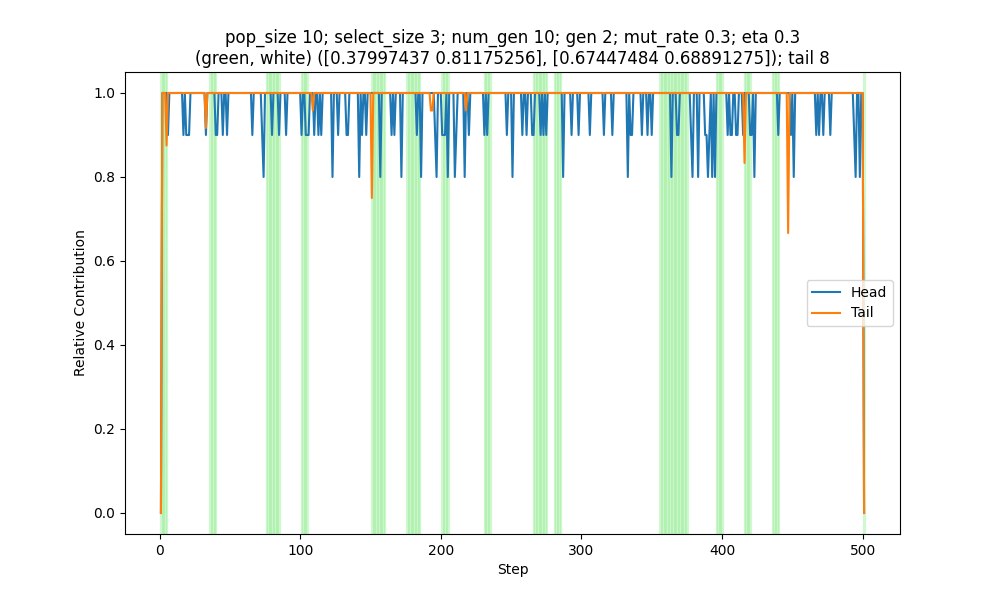 pop_size 10; select_size 3; num_gen 10; gen 2; mut_rate 0.3; eta 0.3
(green, white) ([0.37997437 0.81175256], [0.67447484 0.68891275]); tail 8
1.0
0.8
0.6
0.4
0.2
0.0
Relative Contribution
Head
Tail
0
100
200
300
400
500
Step